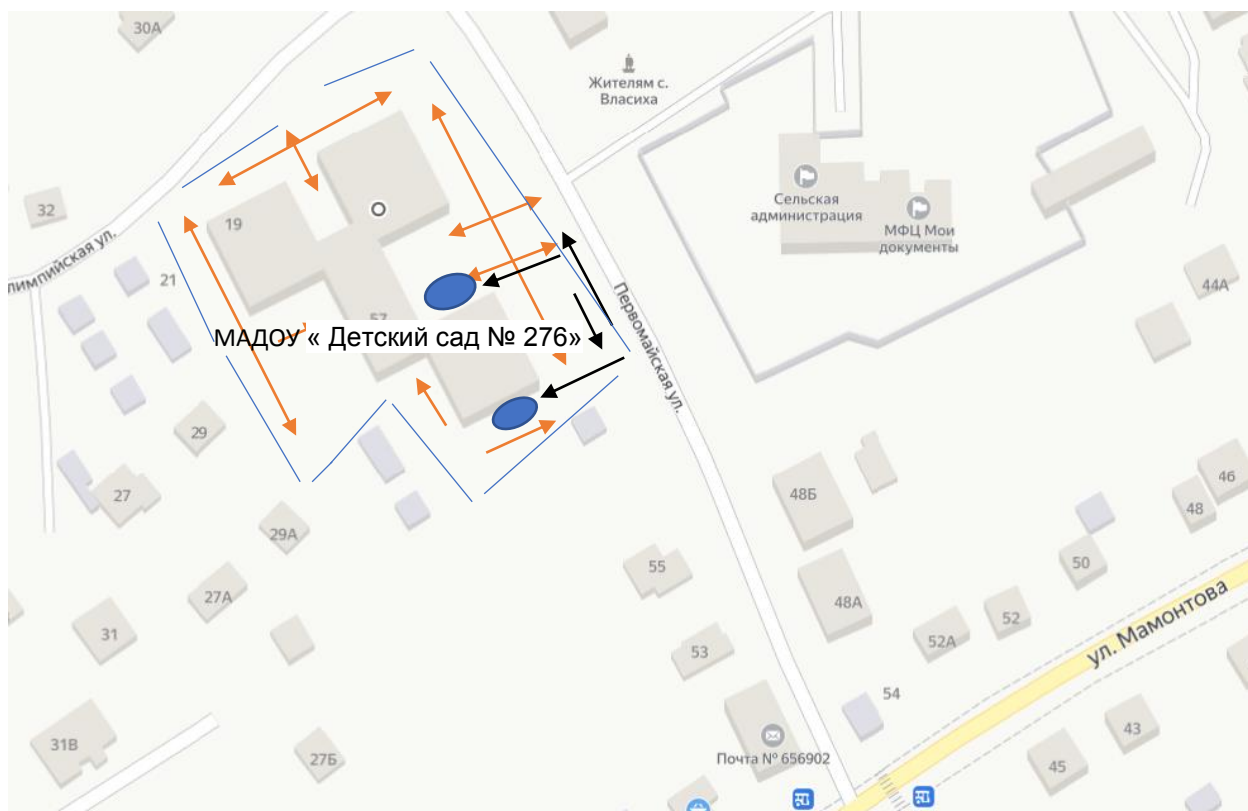 30А
Жителям с.
Власиха
32
19
Сельская
администрация
МФЦ Мои
документы
лимпийская ул.
21
44А
57
МАДОУ « Детский сад № 276»
Первомайская ул.
29
27
48Б
46
48
29А
50
55
27А
48А
ул. Мамонтова
31
52
52А
53
54
31В
43
Почта № 656902
27Б
45